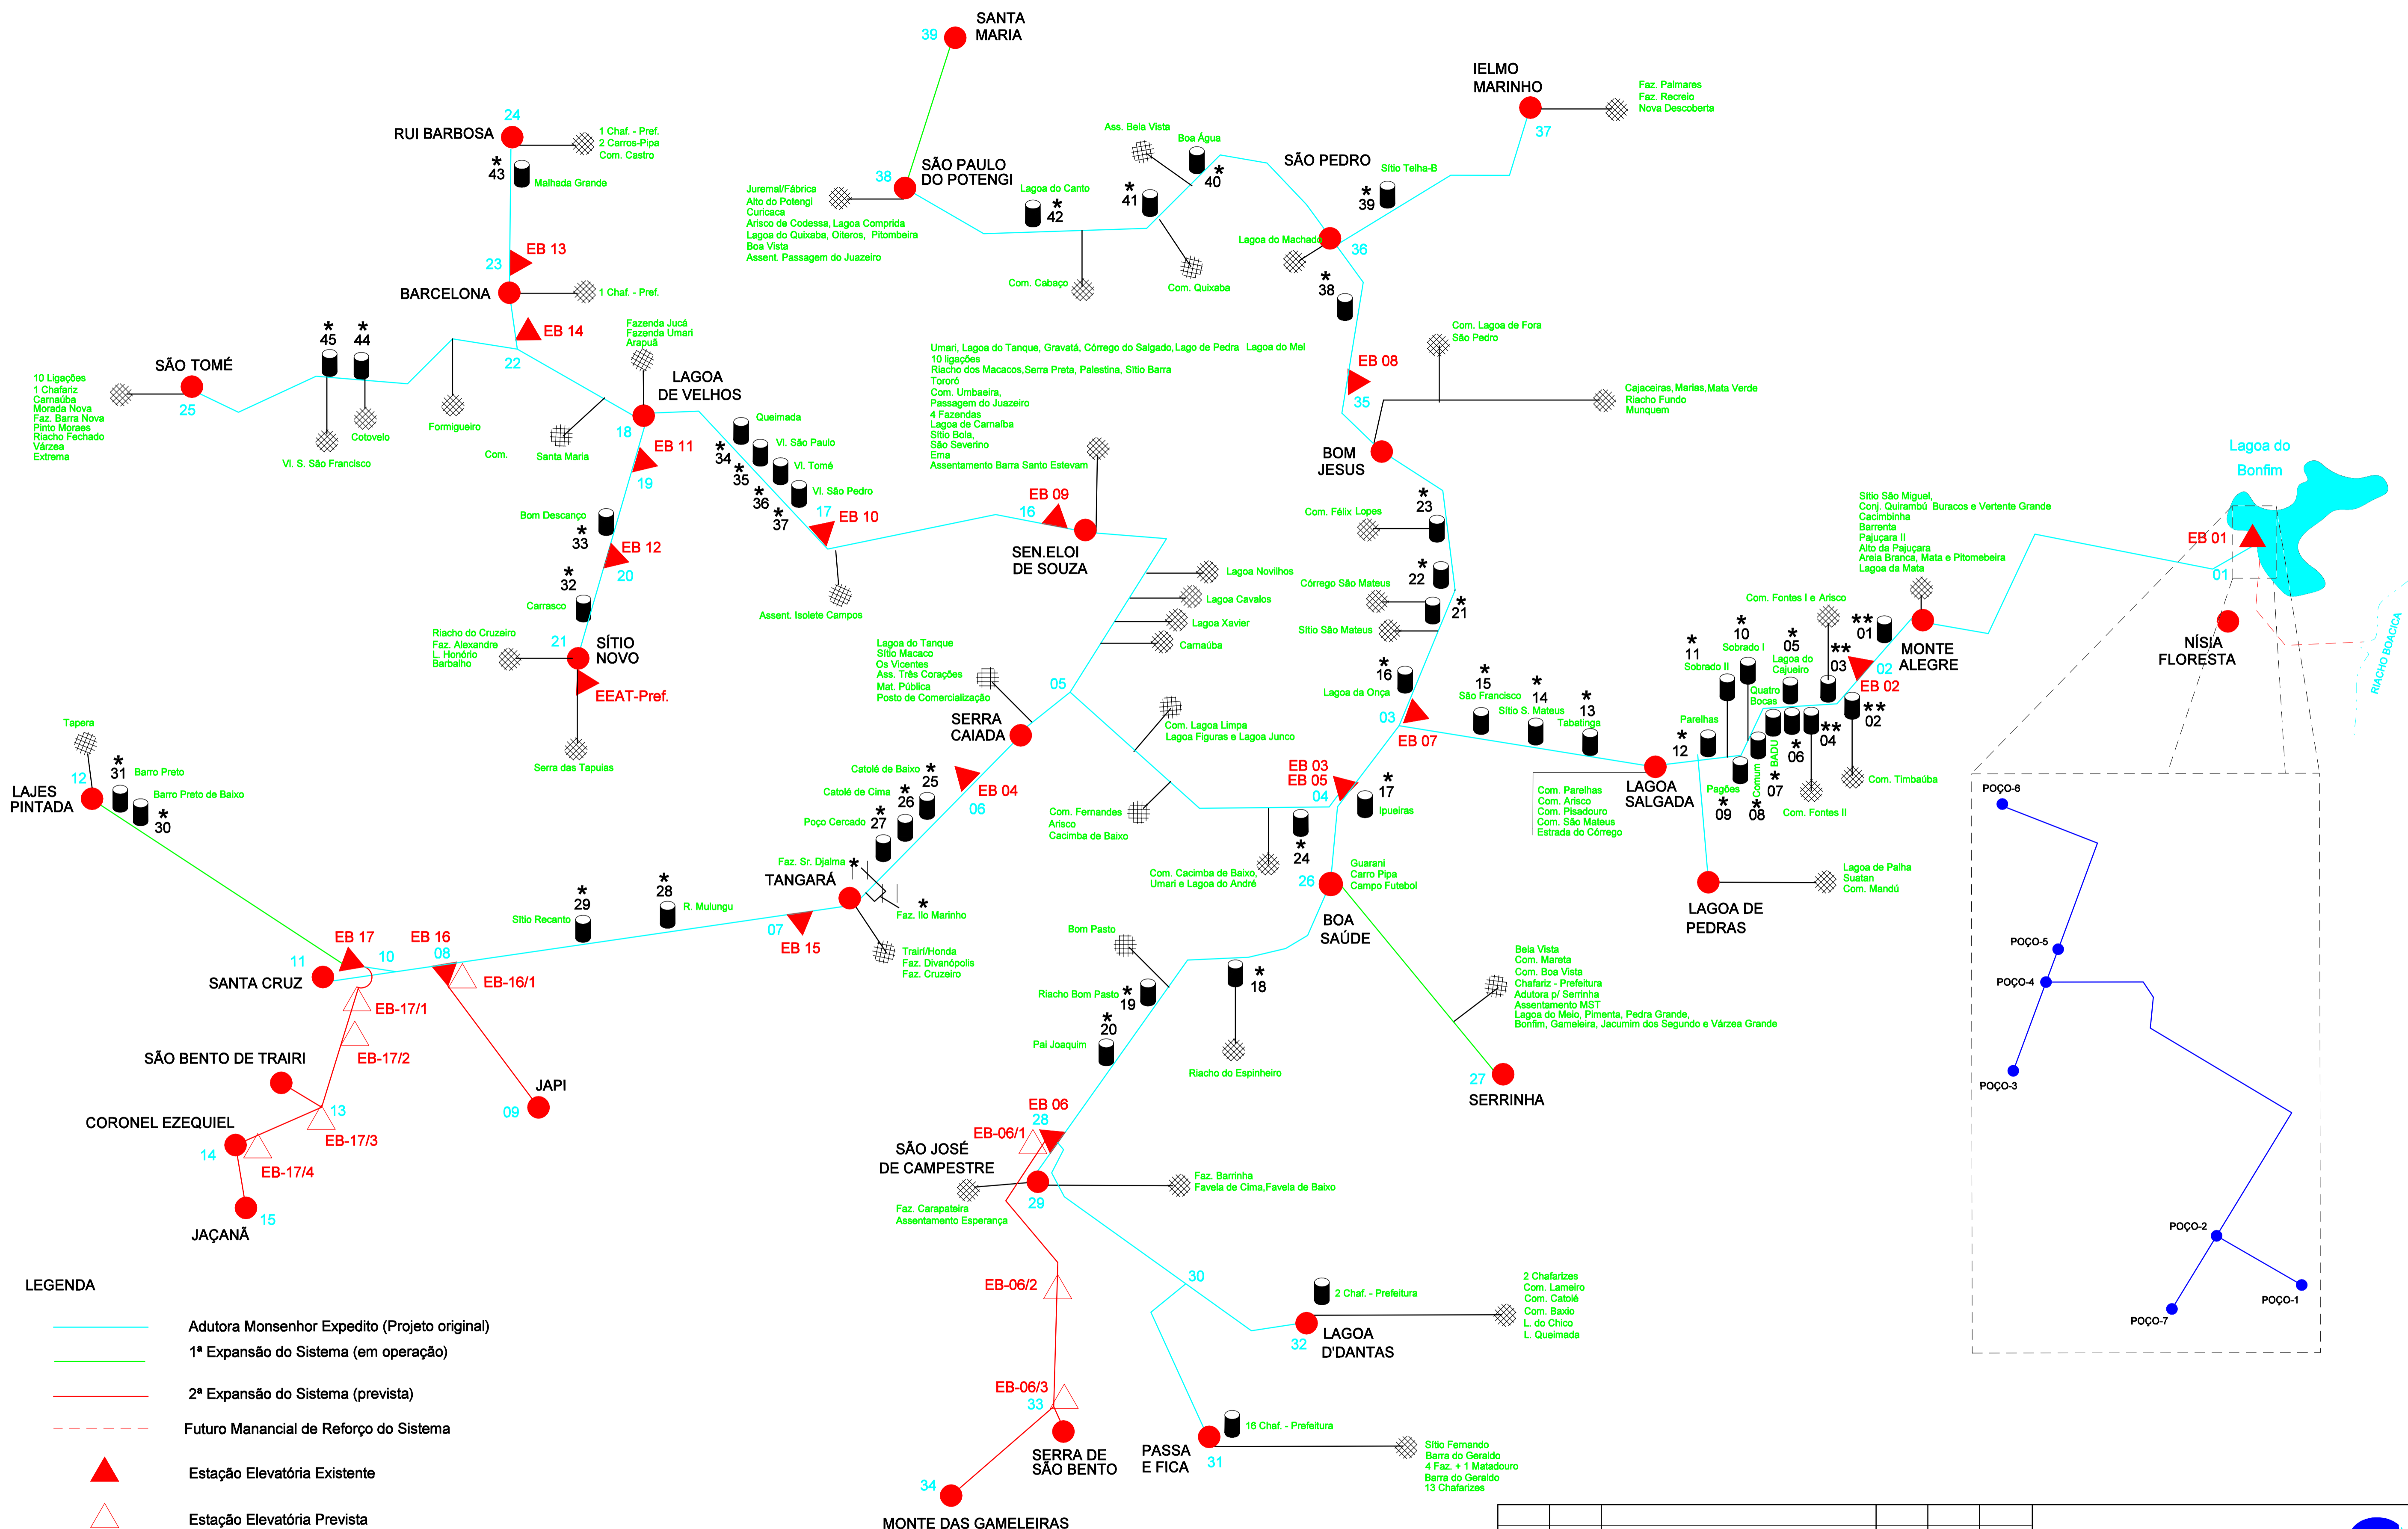 SANTA
MARIA
39
IELMO
MARINHO
37
Faz. Palmares
Faz. Recreio
Nova Descoberta
24
RUI BARBOSA
1 Chaf. - Pref.
2 Carros-Pipa
Com. Castro
*
43
Malhada Grande
23
EB 13
BARCELONA
1 Chaf. - Pref.
EB 14
22
38
SÃO PAULO
DO POTENGI
Juremal/Fábrica
Alto do Potengi
Curicaca
Arisco de Codessa, Lagoa Comprida
Lagoa do Quixaba, Oiteros, Pitombeira
Boa Vista
Assent. Passagem do Juazeiro
Lagoa do Canto
*
42
Com. Cabaço
Ass. Bela Vista
*
41
Boa Água
*
40
Com. Quixaba
SÃO PEDRO
36
Sítio Telha-B
*
39
Lagoa do Machado
*
38
EB 08
35
Com. Lagoa de Fora
São Pedro
Cajaceiras, Marias, Mata Verde
Riacho Fundo
Munquem
BOM
JESUS
SÃO TOMÉ
25
10 Ligações
1 Chafariz
Carnaúba
Morada Nova
Faz. Barra Nova
Pinto Moraes
Riacho Fechado
Várzea
Extrema
*
45
*
44
Vl. S. São Francisco
Cotovelo
Formigueiro
Com.
Santa Maria
Fazenda Jucá
Fazenda Umari
Arapuã
LAGOA
DE VELHOS
18
EB 11
19
Queimada
*
34
Vl. São Paulo
*
35
Vl. Tomé
*
36
Vl. São Pedro
*
37
17
EB 10
Assent. Isolete Campos
Umari, Lagoa do Tanque, Gravatá, Córrego do Salgado, Lago de Pedra Lagoa do Mel
10 ligações
Riacho dos Macacos, Serra Preta, Palestina, Sítio Barra
Tororó
Com. Umbaeira,
Passagem do Juazeiro
4 Fazendas
Lagoa de Carnaíba
Sítio Bola,
São Severino
Ema
Assentamento Barra Santo Estevam
EB 09
16
SEN.ELOI
DE SOUZA
Bom Descanço
*
33
EB 12
20
*
32
Carrasco
21
SÍTIO
NOVO
Riacho do Cruzeiro
Faz. Alexandre
L. Honório
Barbalho
EEAT-Pref.
Serra das Tapuias
Lagoa Novilhos
Lagoa Cavalos
Lagoa Xavier
Carnaúba
05
Lagoa do Tanque
Sítio Macaco
Os Vicentes
Ass. Três Corações
Mat. Pública
Posto de Comercialização
SERRA
CAIADA
Com. Lagoa Limpa
Lagoa Figuras e Lagoa Junco
Com. Fernandes
Arisco
Cacimba de Baixo
Com. Cacimba de Baixo,
Umari e Lagoa do André
*
24
EB 03
EB 05
04
*
17
Ipueiras
*
23
Com. Félix Lopes
*
22
Córrego São Mateus
*
21
Sítio São Mateus
*
16
Lagoa da Onça
03
EB 07
São Francisco
*
15
Sítio S. Mateus
*
14
Tabatinga
*
13
LAGOA
SALGADA
Com. Parelhas
Com. Arisco
Com. Pisadouro
Com. São Mateus
Estrada do Córrego
Parelhas
*
12
*
11
Sobrado II
*
10
Sobrado I
Pagões
*
09
Comum
*
08
Quatro
Bocas
BADU
*
07
*
05
Lagoa do
Cajueiro
*
06
**
04
Com. Fontes II
Com. Fontes I e Arisco
**
03
**
02
Com. Timbaúba
**
01
EB 02
02
MONTE
ALEGRE
Sítio São Miguel,
Conj. Quirambú Buracos e Vertente Grande
Cacimbinha
Barrenta
Pajuçara II
Alto da Pajuçara
Areia Branca, Mata e Pitomebeira
Lagoa da Mata
Lagoa do
Bonfim
EB 01
01
NÍSIA
FLORESTA
RIACHO BOACICA
LAGOA DE
PEDRAS
Lagoa de Palha
Suatan
Com. Mandú
Tapera
12
LAJES
PINTADA
*
31
Barro Preto
Barro Preto de Baixo
*
30
Catolé de Baixo
*
25
Catolé de Cima
*
26
Poço Cercado
*
27
EB 04
06
Faz. Sr. Djalma
*
TANGARÁ
*
Faz. Ilo Marinho
Trairí/Honda
Faz. Divanópolis
Faz. Cruzeiro
07
EB 15
*
28
R. Mulungu
*
29
Sítio Recanto
EB 16
08
EB-16/1
EB 17
10
11
SANTA CRUZ
EB-17/1
EB-17/2
SÃO BENTO DE TRAIRI
13
CORONEL EZEQUIEL
14
EB-17/3
EB-17/4
JAÇANÃ
15
JAPI
09
26
Guarani
Carro Pipa
Campo Futebol
BOA
SAÚDE
Bom Pasto
Riacho Bom Pasto
*
19
*
18
Riacho do Espinheiro
*
20
Pai Joaquim
Bela Vista
Com. Mareta
Com. Boa Vista
Chafariz - Prefeitura
Adutora p/ Serrinha
Assentamento MST
Lagoa do Meio, Pimenta, Pedra Grande,
Bonfim, Gameleira, Jacumim dos Segundo e Várzea Grande
27
SERRINHA
EB 06
28
EB-06/1
SÃO JOSÉ
DE CAMPESTRE
29
Faz. Carapateira
Assentamento Esperança
Faz. Barrinha
Favela de Cima,Favela de Baixo
EB-06/2
EB-06/3
33
SERRA DE
SÃO BENTO
34
MONTE DAS GAMELEIRAS
30
2 Chaf. - Prefeitura
32
LAGOA
D'DANTAS
2 Chafarizes
Com. Lameiro
Com. Catolé
Com. Baxio
L. do Chico
L. Queimada
16 Chaf. - Prefeitura
PASSA
E FICA
31
Sítio Fernando
Barra do Geraldo
4 Faz. + 1 Matadouro
Barra do Geraldo
13 Chafarizes
POÇO-6
POÇO-5
POÇO-4
POÇO-3
POÇO-2
POÇO-1
POÇO-7
LEGENDA
Adutora Monsenhor Expedito (Projeto original)
1ª Expansão do Sistema (em operação)
2ª Expansão do Sistema (prevista)
Futuro Manancial de Reforço do Sistema
Estação Elevatória Existente
Estação Elevatória Prevista